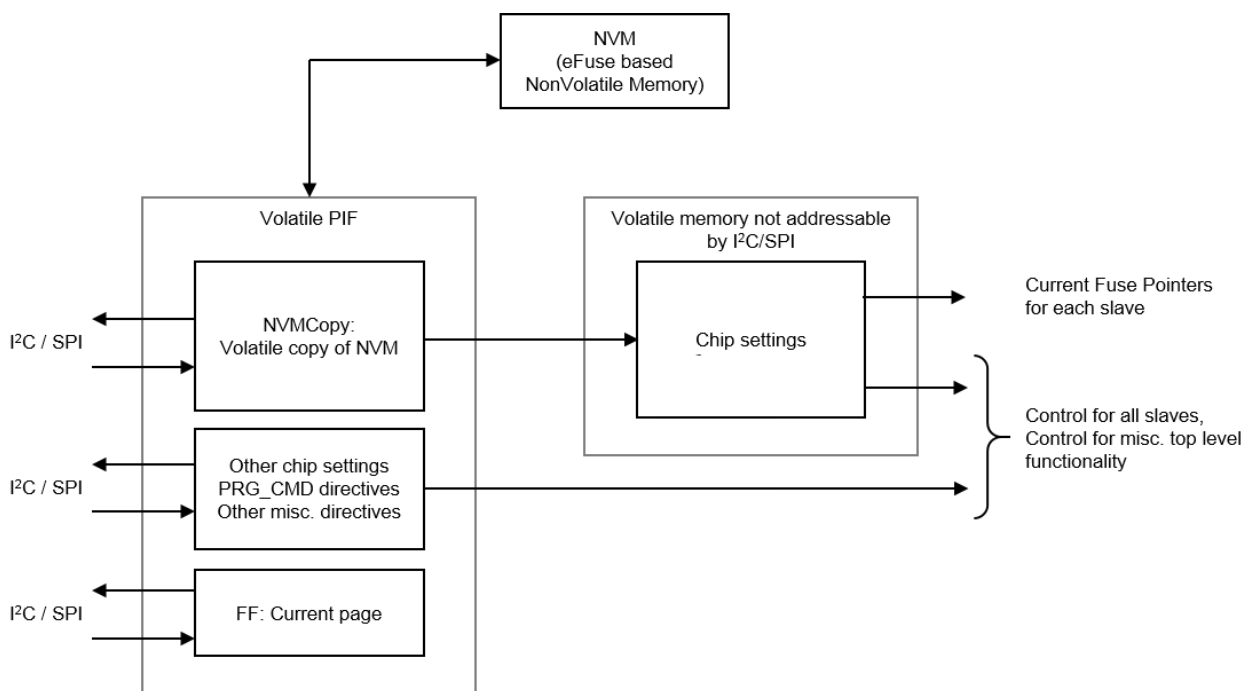 NVM
(eFuse based
NonVolatile Memory)
Volatile PIF
Volatile memory not addressable
by I²C/SPI
I²C / SPI
NVMCopy:
Volatile copy of NVM
Chip settings
Current Fuse Pointers
for each slave
Control for all slaves,
Control for misc. top level
functionality
I²C / SPI
Other chip settings
PRG_CMD directives
Other misc. directives
I²C / SPI
FF: Current page